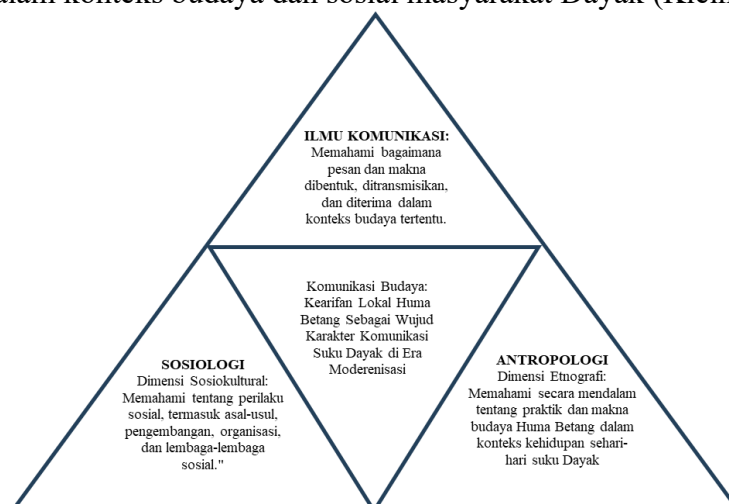 dalam konteks budaya dan sosial masyarakat Dayak
ILMU KOMUNIKASI:
Memahami bagaimana
pesan dan makna
dibentuk, ditransmisikan,
dan diterima dalam
konteks budaya tertentu.
Komunikasi Budaya:
Kearifan Lokal Huma
Betang Sebagai Wujud
Karakter Komunikasi
Suku Dayak di Era
Moderenisasi
SOSIOLOGI
Dimensi Sosiokultural:
Memahami tentang perilaku
sosial, termasuk asal-usul,
pengembangan, organisasi,
dan lembaga-lembaga
sosial."
ANTROPOLOGI
Dimensi Etnografi:
Memahami secara mendalam
tentang praktik dan makna
budaya Huma Betang dalam
konteks kehidupan sehari-
hari suku Dayak